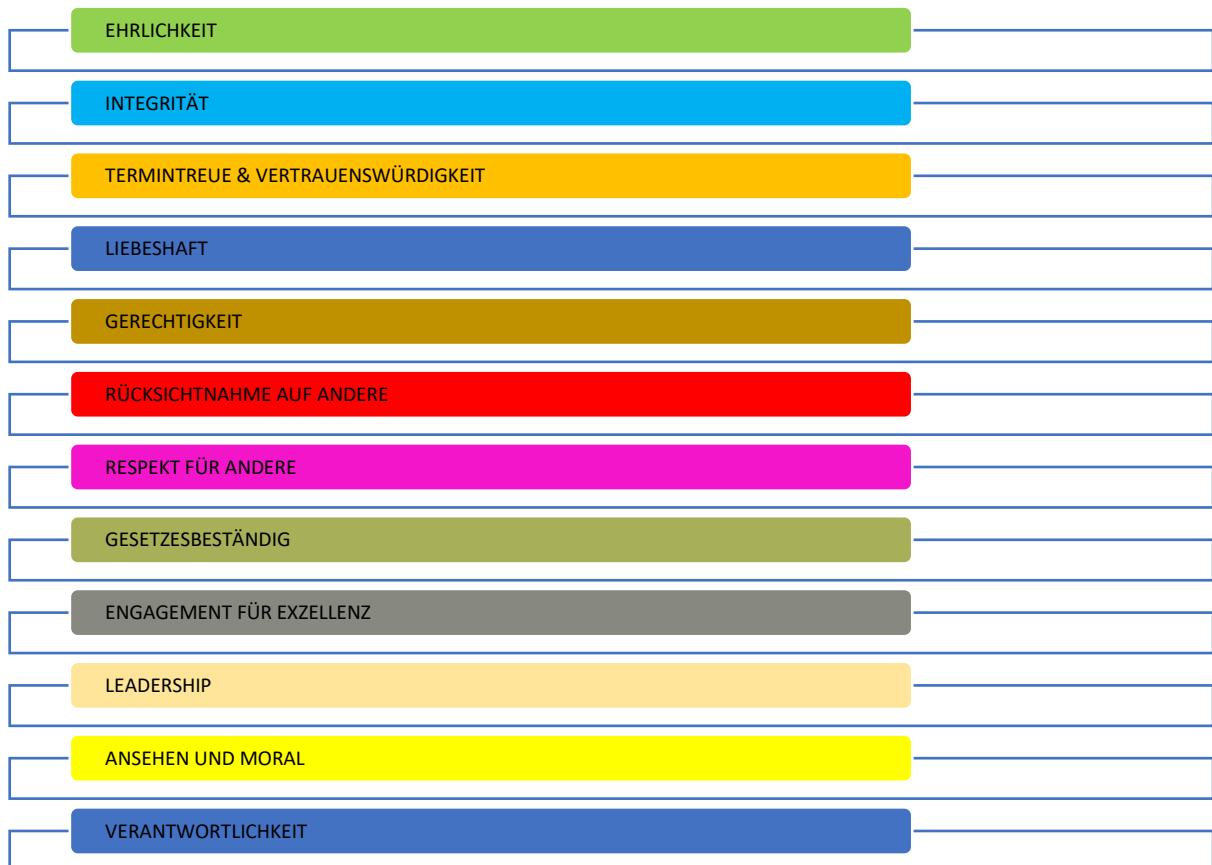 EHRLICHKEIT
INTEGRITÄT
TERMINTREUE & VERTRAUENSWÜRDIGKEIT
LIEBESHAFT
GERECHTIGKEIT
RÜCKSICHTNAHME AUF ANDERE
RESPEKT FÜR ANDERE
GESETZESBESTÄNDIG
ENGAGEMENT FÜR EXZELLENZ
LEADERSHIP
ANSEHEN UND MORAL
VERANTWORTLICHKEIT